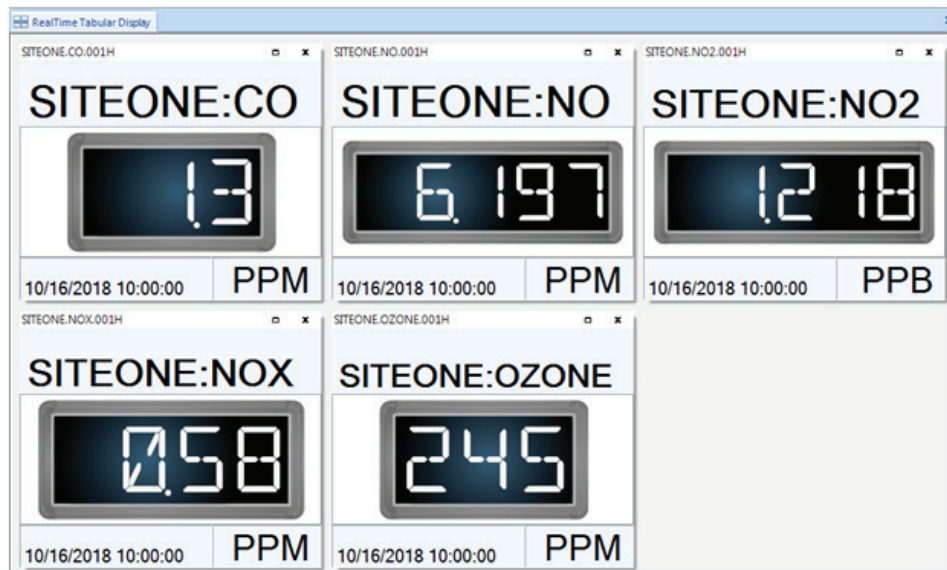 RealTime Tabular Display
SITEONE.CO.001H
SITEONE:CO
1.3
10/16/2018 10:00:00 PPM
SITEONE.NO.001H
SITEONE:NO
6.197
10/16/2018 10:00:00 PPM
SITEONE.NO2.001H
SITEONE:NO2
1.218
10/16/2018 10:00:00 PPB
SITEONE.NOX.001H
SITEONE:NOX
0.58
10/16/2018 10:00:00 PPM
SITEONE.OZONE.001H
SITEONE:OZONE
245
10/16/2018 10:00:00 PPM